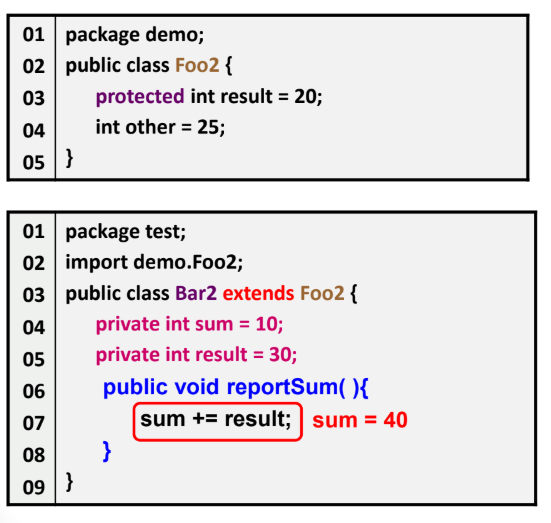 01 package demo;
02 public class Foo2 {
03 protected int result = 20;
04 int other = 25;
05 }
01 package test;
02 import demo.Foo2;
03 public class Bar2 extends Foo2 {
04 private int sum = 10;
05 private int result = 30;
06 public void reportSum( ){
07 sum += result; sum = 40
08 }
09 }